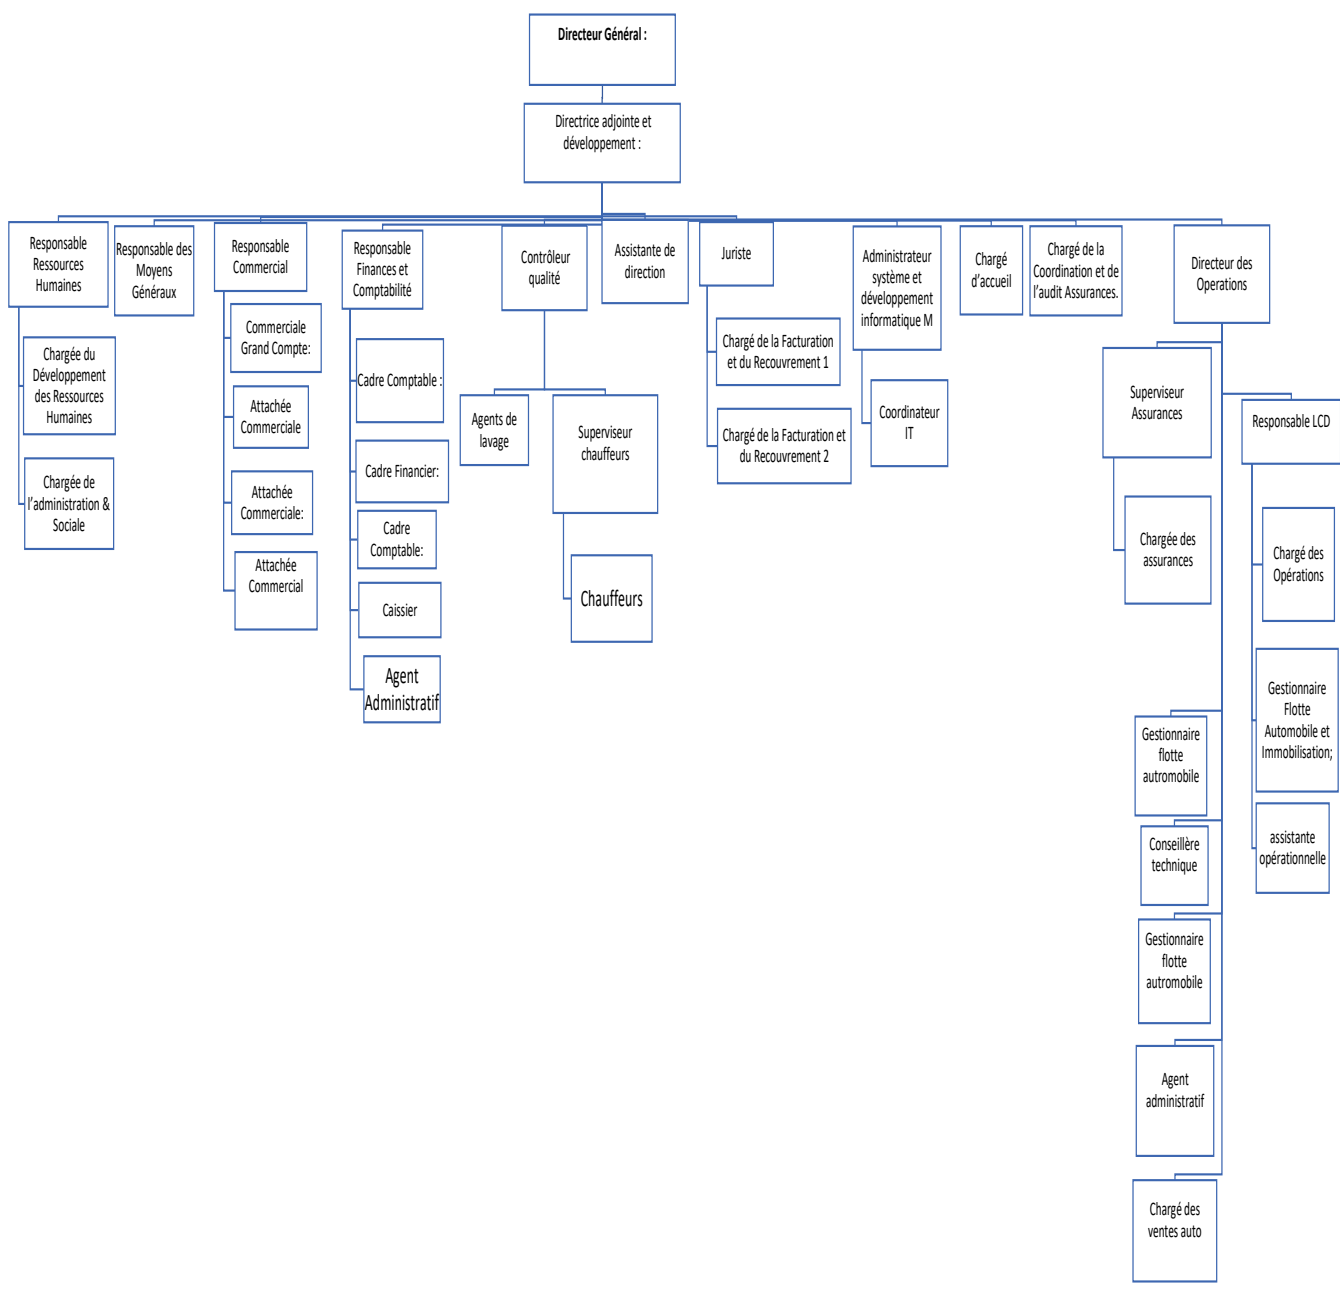 Directeur Général :
Directrice adjointe et
développement :
Responsable
Ressources
Humaines
Responsable des
Moyens
Généraux
Responsable
Commercial
Responsable
Finances et
Comptabilité
Contrôleur
qualité
Assistante de
direction
Juriste
Administrateur
système et
développement
informatique M
Chargé
d’accueil
Chargé de la
Coordination et de
l’audit Assurances.
Directeur des
Operations
Chargée du
Développement
des Ressources
Humaines
Chargée de
l’administration &
Sociale
Commerciale
Grand Compte:
Attachée
Commerciale
Attachée
Commerciale:
Attachée
Commercial
Cadre Comptable :
Cadre Financier:
Cadre
Comptable:
Caissier
Agent
Administratif
Agents de
lavage
Superviseur
chauffeurs
Chauffeurs
Chargé de la Facturation
et du Recouvrement 1
Chargé de la Facturation et
du Recouvrement 2
Coordinateur
IT
Superviseur
Assurances
Chargée des
assurances
Responsable LCD
Chargé des
Opérations
Gestionnaire
Flotte
Automobile et
Immobilisation;
assistante
opérationnelle
Gestionnaire
flotte
autromobile
Conseillère
technique
Gestionnaire
flotte
automobile
Agent
administratif
Chargé des
ventes auto